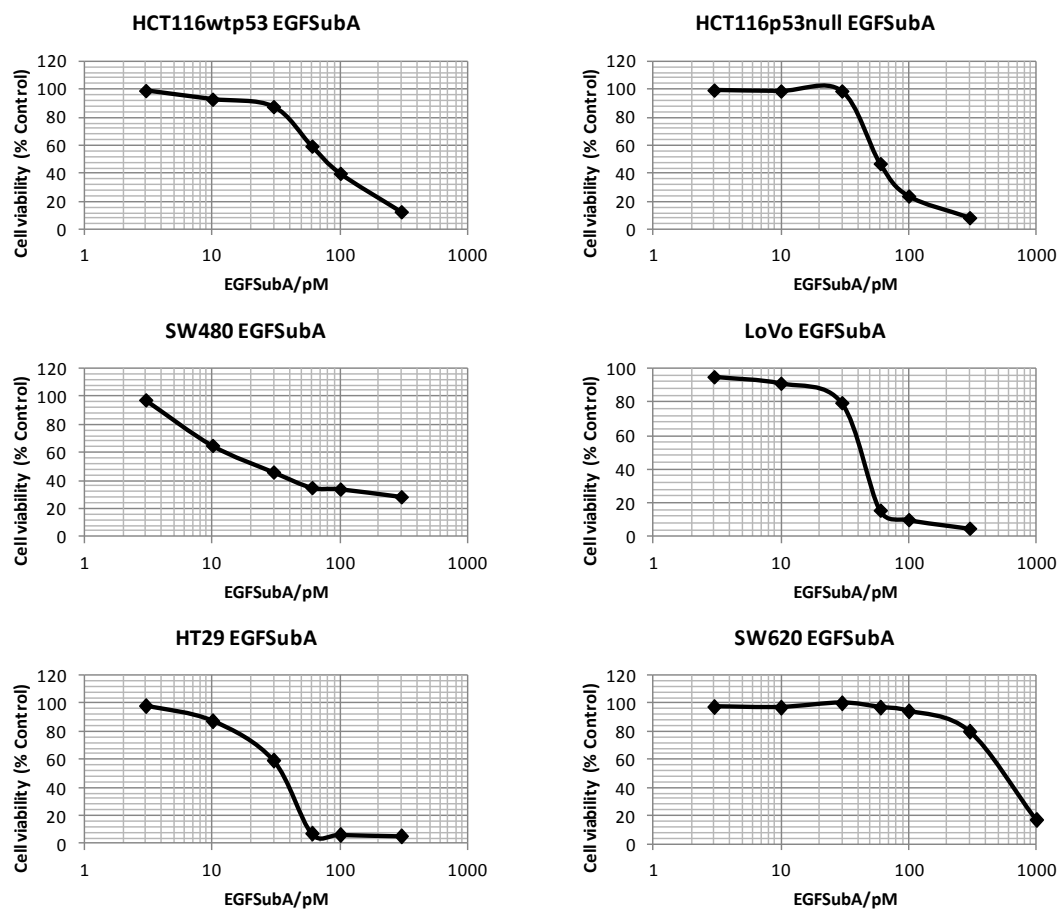 HCT116wtp53 EGFSubA
Cell viability (% Control)
120
100
80
60
40
20
0
1 10 100 1000
EGFSubA/pM
HCT116p53null EGFSubA
Cell viability (% Control)
120
100
80
60
40
20
0
1 10 100 1000
EGFSubA/pM
SW480 EGFSubA
Cell viability (% Control)
120
100
80
60
40
20
0
1 10 100 1000
EGFSubA/pM
LoVo EGFSubA
Cell viability (% Control)
100
80
60
40
20
0
1 10 100 1000
EGFSubA/pM
HT29 EGFSubA
Cell viability (% Control)
120
100
80
60
40
20
0
1 10 100 1000
EGFSubA/pM
SW620 EGFSubA
Cell viability (% Control)
120
100
80
60
40
20
0
1 10 100 1000
EGFSubA/pM